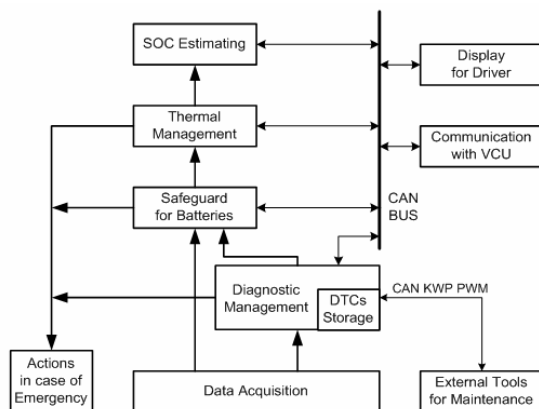 SOC Estimating
Display
for Driver
Thermal
Management
Communication
with VCU
Safeguard
for Batteries
CAN
BUS
Diagnostic
Management
DTCs
Storage
CAN KWP PWM
Actions
in case of
Emergency
Data Acquisition
External Tools
for Maintenance